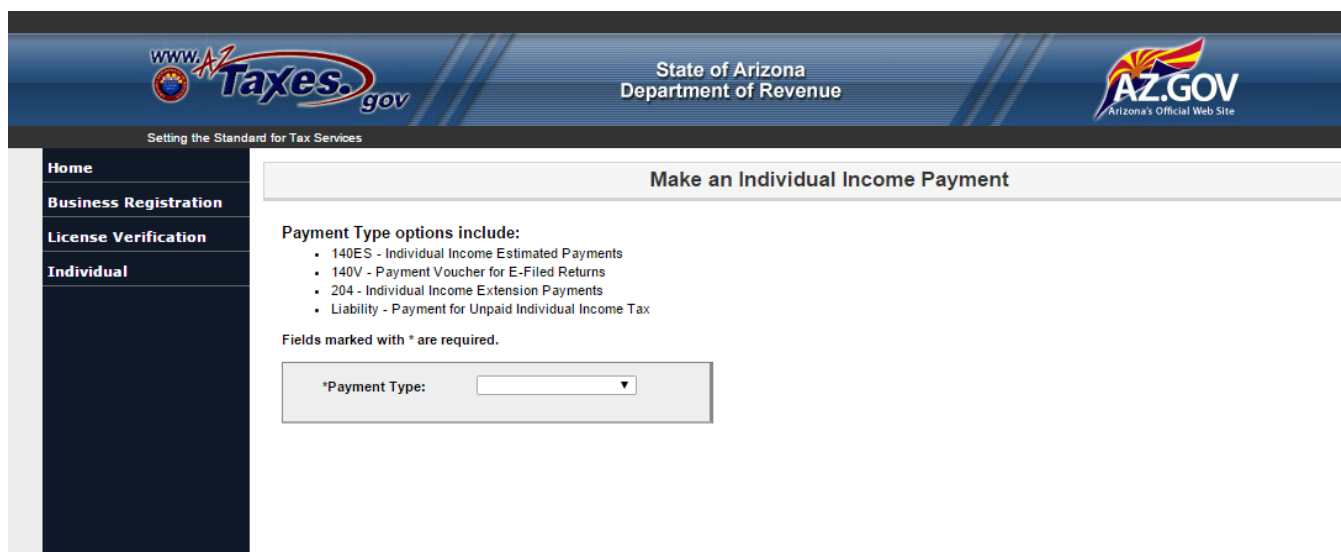 www.AZTaxes.gov
State of Arizona
Department of Revenue
AZ.GOV
Arizona's Official Web Site
Setting the Standard for Tax Services
Home
Business Registration
License Verification
Individual
Make an Individual Income Payment
Payment Type options include:
• 140ES - Individual Income Estimated Payments
• 140V - Payment Voucher for E-Filed Returns
• 204 - Individual Income Extension Payments
• Liability - Payment for Unpaid Individual Income Tax
Fields marked with * are required.
*Payment Type: